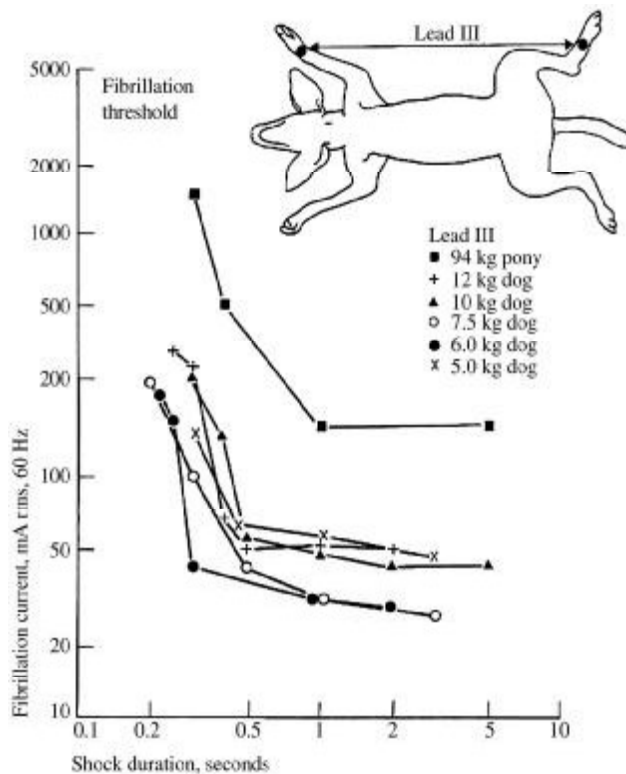 Lead III
5000
Fibrillation
threshold
2000
1000
500
200
100
50
20
10
Lead III
94 kg pony
12 kg dog
10 kg dog
7.5 kg dog
6.0 kg dog
5.0 kg dog
Fibrillation current, mA rms, 60 Hz
0.1 0.2 0.5 1 2 5 10
Shock duration, seconds